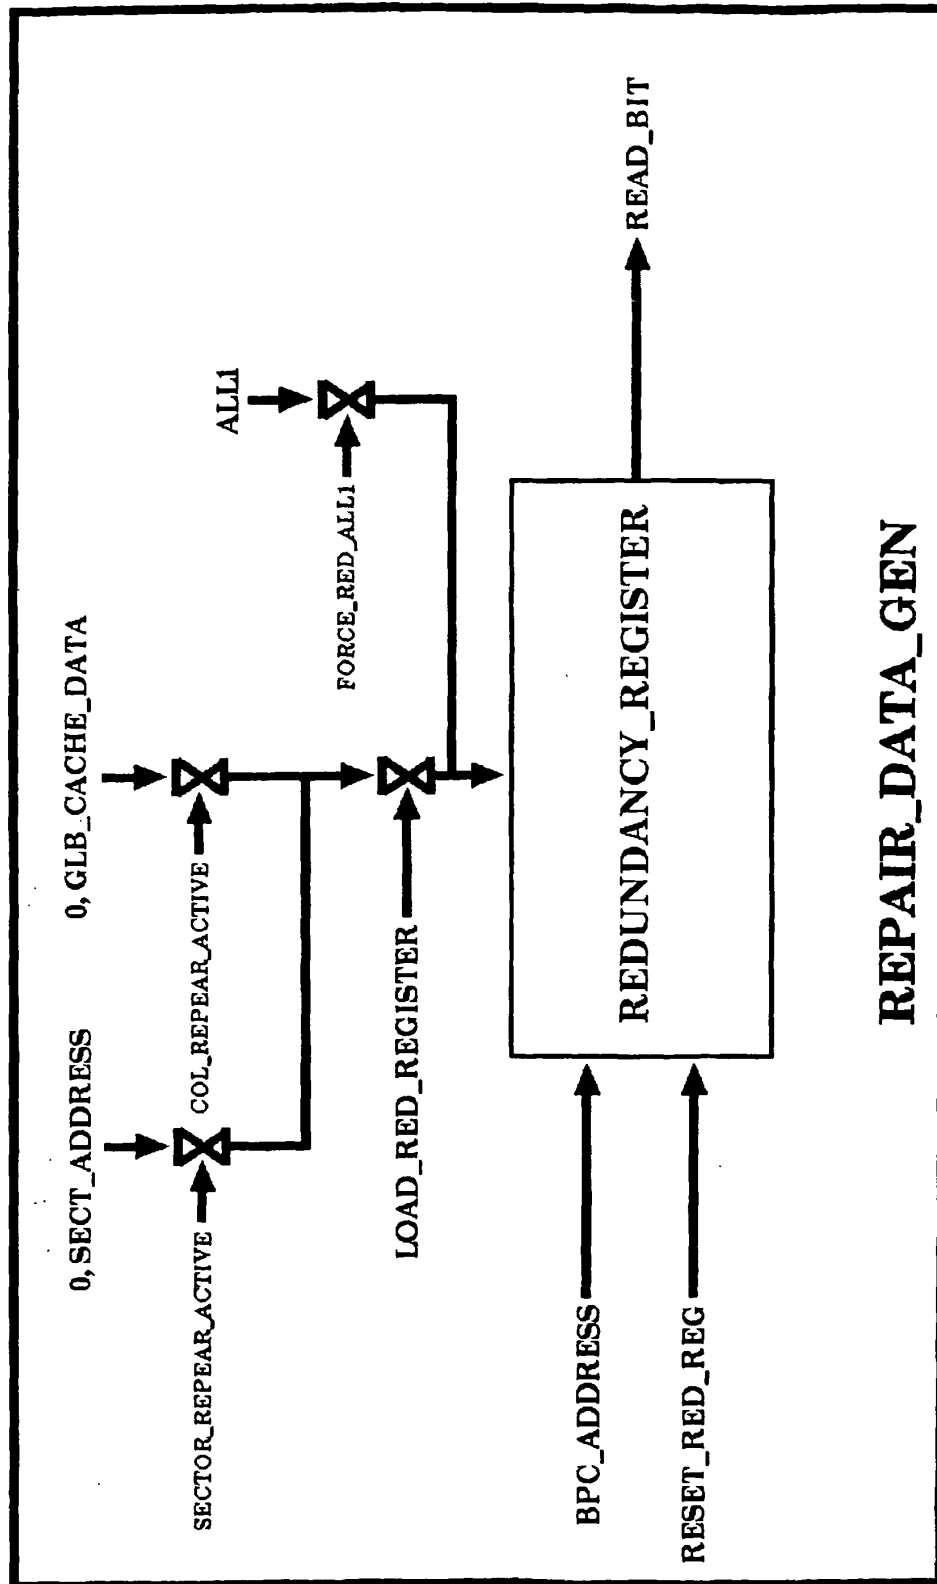 0, SECT_ADDRESS
0, GLB_CACHE_DATA
ALL1
SECTOR_REPEAR_ACTIVE
COL_REPEAR_ACTIVE
FORCE_RED_ALL1
LOAD_RED_REGISTER
BPC_ADDRESS
RESET_RED_REG
REDUNDANCY_REGISTER
READ_BIT
REPAIR_DATA_GEN